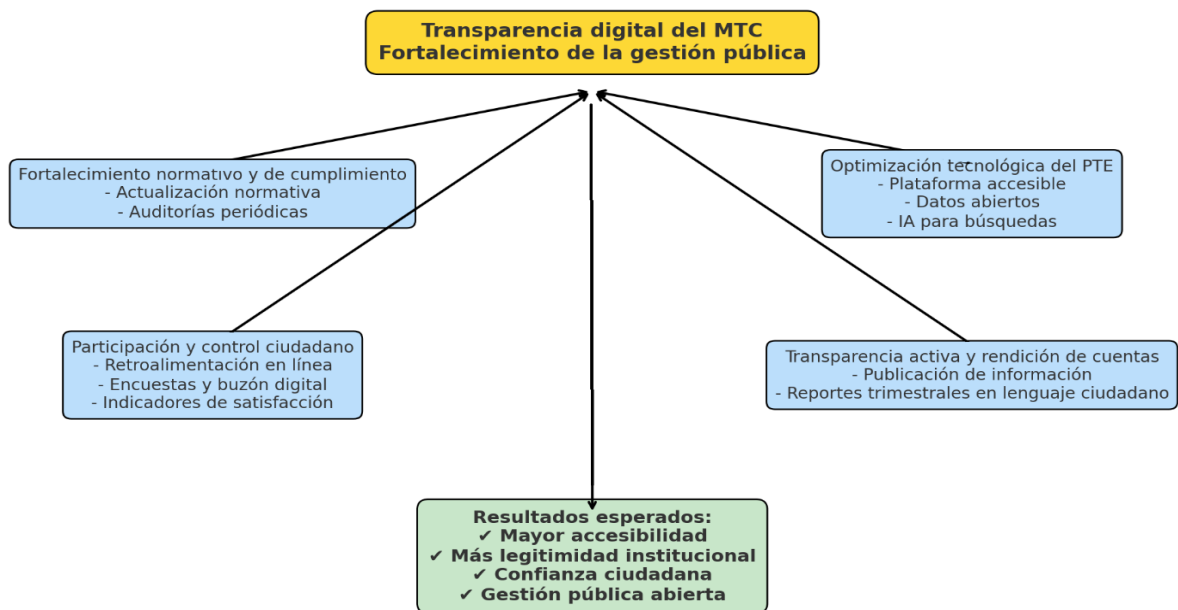 Transparencia digital del MTC
Fortalecimiento de la gestión pública
Fortalecimiento normativo y de cumplimiento
- Actualización normativa
- Auditorías periódicas
Optimización tecnológica del PTE
- Plataforma accesible
- Datos abiertos
- IA para búsquedas
Participación y control ciudadano
- Retroalimentación en línea
- Encuestas y buzón digital
- Indicadores de satisfacción
Transparencia activa y rendición de cuentas
- Publicación de información
- Reportes trimestrales en lenguaje ciudadano
Resultados esperados:
✔ Mayor accesibilidad
✔ Más legitimidad institucional
✔ Confianza ciudadana
✔ Gestión pública abierta